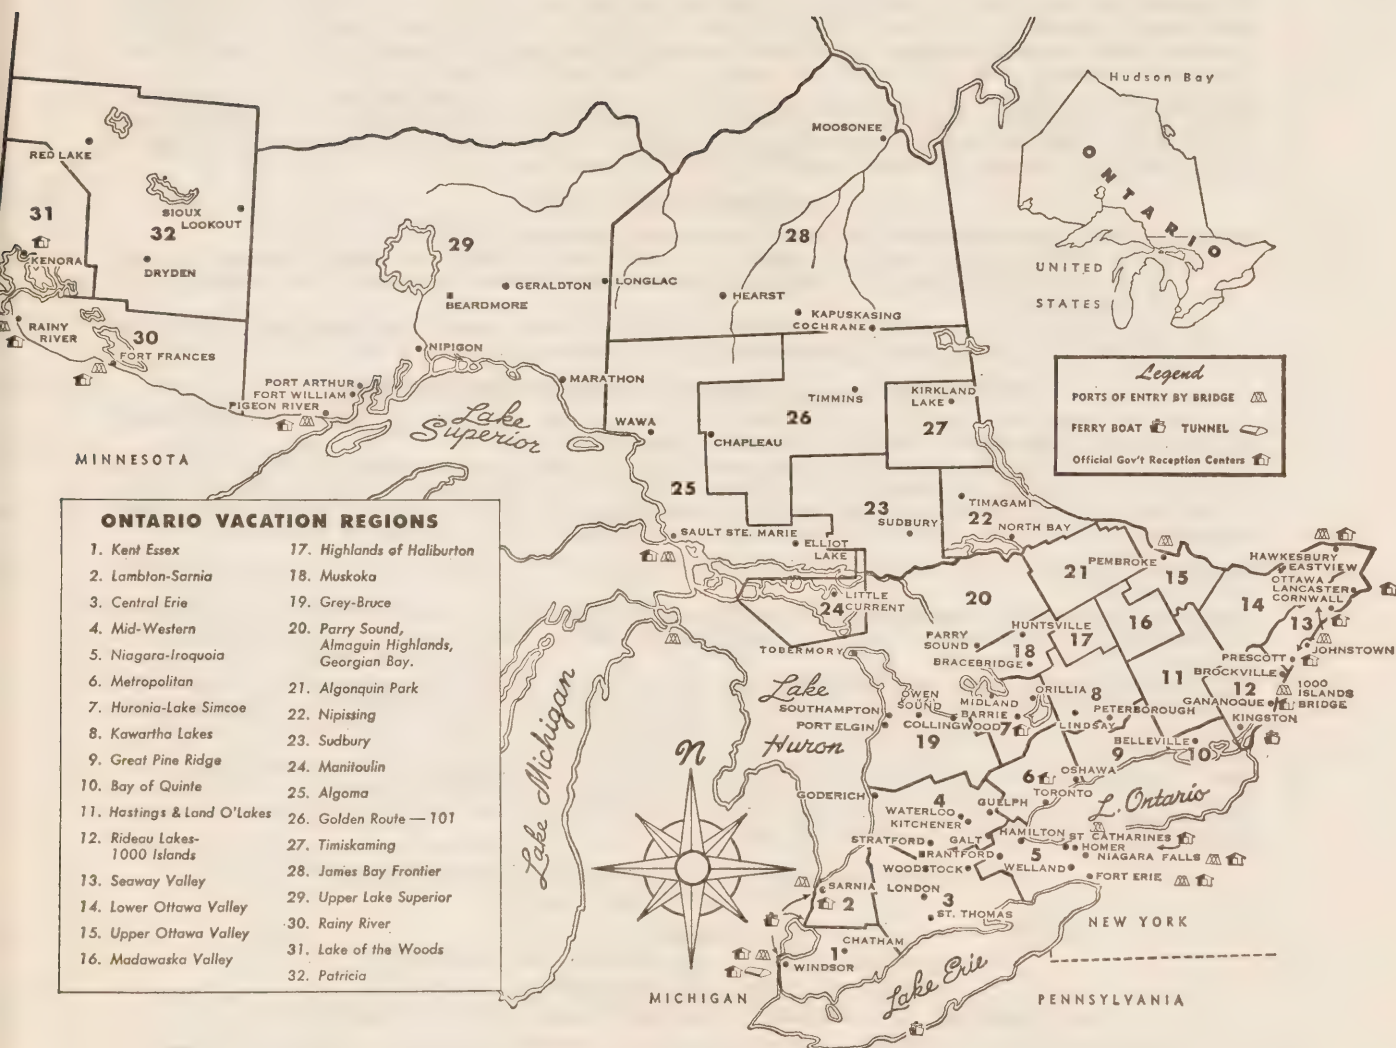 Hudson Bay
ONTARIO
UNITED
STATES
MOOSONEE
RED LAKE
31
SIOUX
LOOKOUT
32
KENORA
DRYDEN
29
28
GERALDTON
LONGLAC
BEARDMORE
HEARST
KAPUSKASING
COCHRANE
RAINY
RIVER
30
FORT FRANCES
NIPIGON
PORT ARTHUR
FORT WILLIAM
PIGEON RIVER
MARATHON
Lake
Superior
WAWA
TIMMINS
KIRKLAND
LAKE
26
27
CHAPLEAU
MINNESOTA
Legend
PORTS OF ENTRY BY BRIDGE
FERRY BOAT
TUNNEL
Official Gov't Reception Centers
25
23
SUDBURY
TIMAGAMI
22
NORTH BAY
SAULT STE. MARIE
ELLIOT
LAKE
ONTARIO VACATION REGIONS
1. Kent Essex
2. Lambton-Sarnia
3. Central Erie
4. Mid-Western
5. Niagara-Iroquoia
6. Metropolitan
7. Huronia-Lake Simcoe
8. Kawartha Lakes
9. Great Pine Ridge
10. Bay of Quinte
11. Hastings & Land O'Lakes
12. Rideau Lakes-
1000 Islands
13. Seaway Valley
14. Lower Ottawa Valley
15. Upper Ottawa Valley
16. Madawaska Valley
17. Highlands of Haliburton
18. Muskoka
19. Grey-Bruce
20. Parry Sound,
Almaguin Highlands,
Georgian Bay.
21. Algonquin Park
22. Nipissing
23. Sudbury
24. Manitoulin
25. Algoma
26. Golden Route — 101
27. Timiskaming
28. James Bay Frontier
29. Upper Lake Superior
30. Rainy River
31. Lake of the Woods
32. Patricia
PEMBROKE
21
15
HAWKESBURY
EASTVIEW
OTTAWA
LANCASTER
CORNWALL
14
13
24
LITTLE
CURRENT
20
16
TOBERMORY
PARRY
SOUND
HUNTSVILLE
18
17
BRACEBRIDGE
JOHNSTOWN
PRESCOTT
BROCKVILLE
11
12
1000
ISLANDS
BRIDGE
GANANOQUE
KINGSTON
Lake
Huron
SOUTHAMPTON
PORT ELGIN
OWEN
SOUND
MIDLAND
BARRIE
COLLINGWOOD
7
ORILLIA
8
PETERBOROUGH
LINDSAY
19
BELLEVILLE
9
10
Lake Michigan
N
6
OSHAWA
TORONTO
L. Ontario
GODERICH
4
GUELPH
WATERLOO
KITCHENER
STRATFORD
GALT
HAMILTON
ST CATHARINES
HOMER
5
BRANTFORD
NIAGARA FALLS
WOODSTOCK
WELLAND
FORT ERIE
SARNIA
2
LONDON
3
ST. THOMAS
NEW YORK
CHATHAM
1
WINDSOR
MICHIGAN
Lake Erie
PENNSYLVANIA